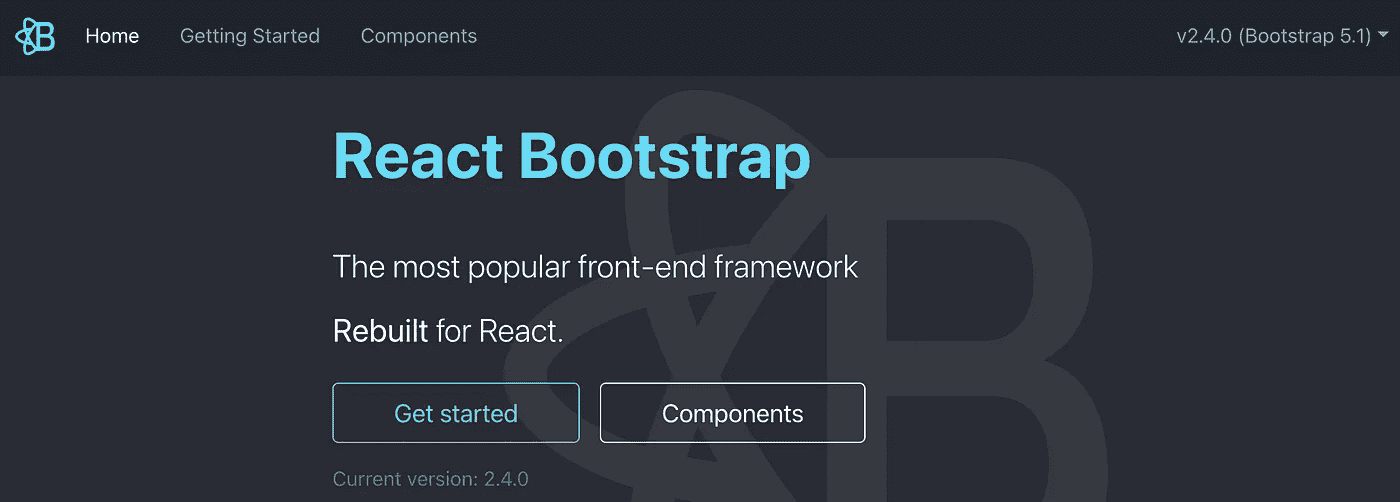 Home Getting Started Components v2.4.0 (Bootstrap 5.1)
React Bootstrap
The most popular front-end framework
Rebuilt for React.
Get started Components
Current version: 2.4.0